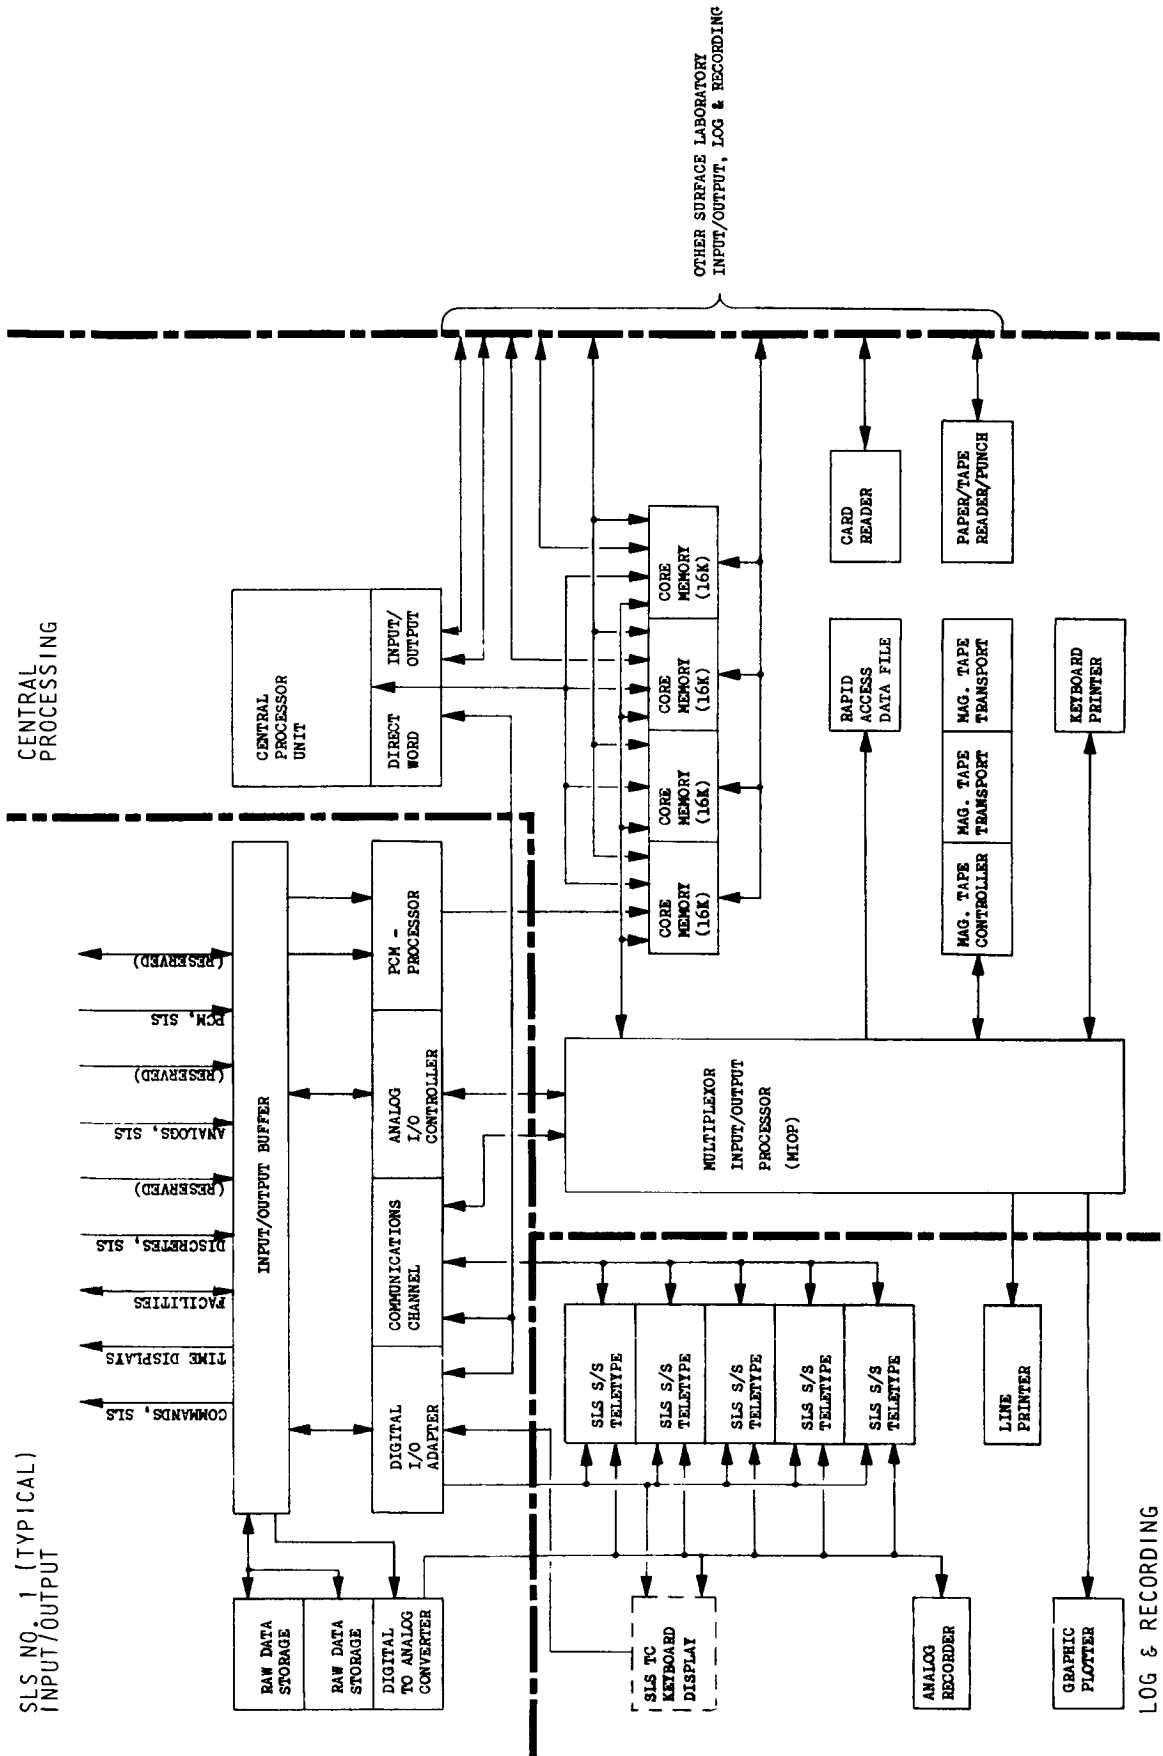 SLS NO. 1 (TYPICAL)
INPUT/OUTPUT
CENTRAL
PROCESSING
COMMANDS, SLS
TIME DISPLAYS
FACILITIES
DISCRETES, SLS
(RESERVED)
ANALOGS, SLS
(RESERVED)
PCM, SLS
(RESERVED)
RAW DATA
STORAGE
RAW DATA
STORAGE
DIGITAL
TO ANALOG
CONVERTER
INPUT/OUTPUT BUFFER
DIGITAL
I/O
ADAPTER
COMMUNICATIONS
CHANNEL
ANALOG
I/O
CONTROLLER
PCM -
PROCESSOR
CENTRAL
PROCESSOR
UNIT
DIRECT
WORD
INPUT/
OUTPUT
CORE
MEMORY
(16K)
CORE
MEMORY
(16K)
CORE
MEMORY
(16K)
CORE
MEMORY
(16K)
OTHER SURFACE LABORATORY
INPUT/OUTPUT, LOG & RECORDING
SLS TC
KEYBOARD
DISPLAY
SLS S/S
TELETYPE
SLS S/S
TELETYPE
SLS S/S
TELETYPE
SLS S/S
TELETYPE
SLS S/S
TELETYPE
MULTIPLEXOR
INPUT/OUTPUT
PROCESSOR
(MIOP)
RAPID
ACCESS
DATA FILE
CARD
READER
ANALOG
RECORDER
LINE
PRINTER
MAG. TAPE
CONTROLLER
MAG. TAPE
TRANSPORT
MAG. TAPE
TRANSPORT
PAPER/TAPE
READER/PUNCH
GRAPHIC
PLOTTER
KEYBOARD
PRINTER
LOG & RECORDING